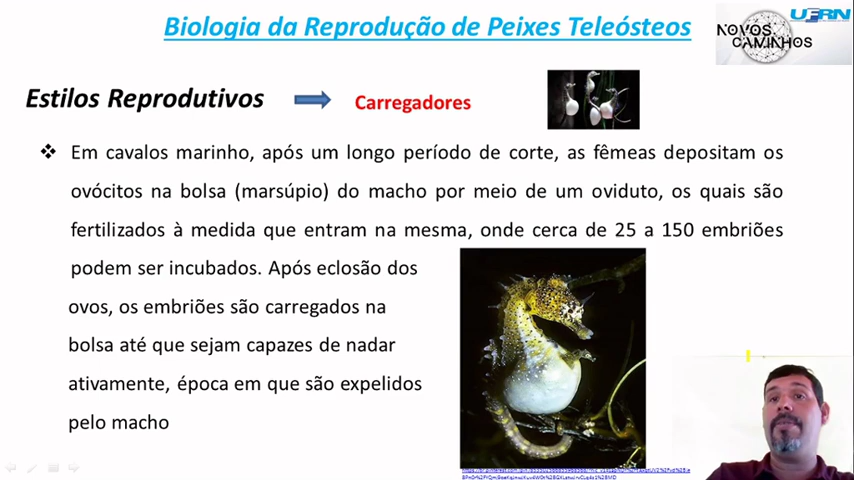 Biologia da Reprodução de Peixes Teleósteos
NOVOS
CAMINHOS
UFRN
Estilos Reprodutivos
Carregadores
❖ Em cavalos marinho, após um longo período de corte, as fêmeas depositam os
ovócitos na bolsa (marsúpio) do macho por meio de um oviduto, os quais são
fertilizados à medida que entram na mesma, onde cerca de 25 a 150 embriões
podem ser incubados. Após eclosão dos
ovos, os embriões são carregados na
bolsa até que sejam capazes de nadar
ativamente, época em que são expelidos
pelo macho